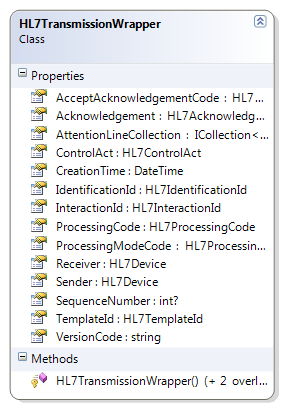 HL7TransmissionWrapper
Class
Properties
AcceptAcknowledgementCode : HL7...
Acknowledgement : HL7Acknowledg...
AttentionLineCollection : ICollection<...
ControlAct : HL7ControlAct
CreationTime : DateTime
IdentificationId : HL7IdentificationId
InteractionId : HL7InteractionId
ProcessingCode : HL7ProcessingCode
ProcessingModeCode : HL7Processin...
Receiver : HL7Device
Sender : HL7Device
SequenceNumber : int?
TemplateId : HL7TemplateId
VersionCode : string
Methods
HL7TransmissionWrapper() (+ 2 overl...